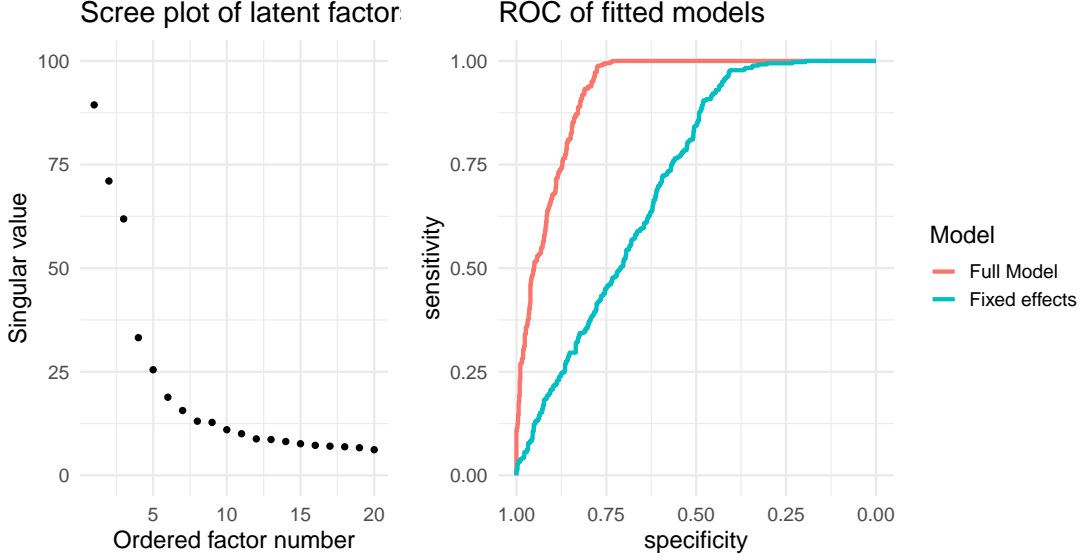 Scree plot of latent factor
100
75
50
25
0
Singular value
5
10
15
20
Ordered factor number
ROC of fitted models
1.00
0.75
0.50
0.25
0.00
sensitivity
1.00
0.75
0.50
0.25
0.00
specificity
Model
Full Model
Fixed effects